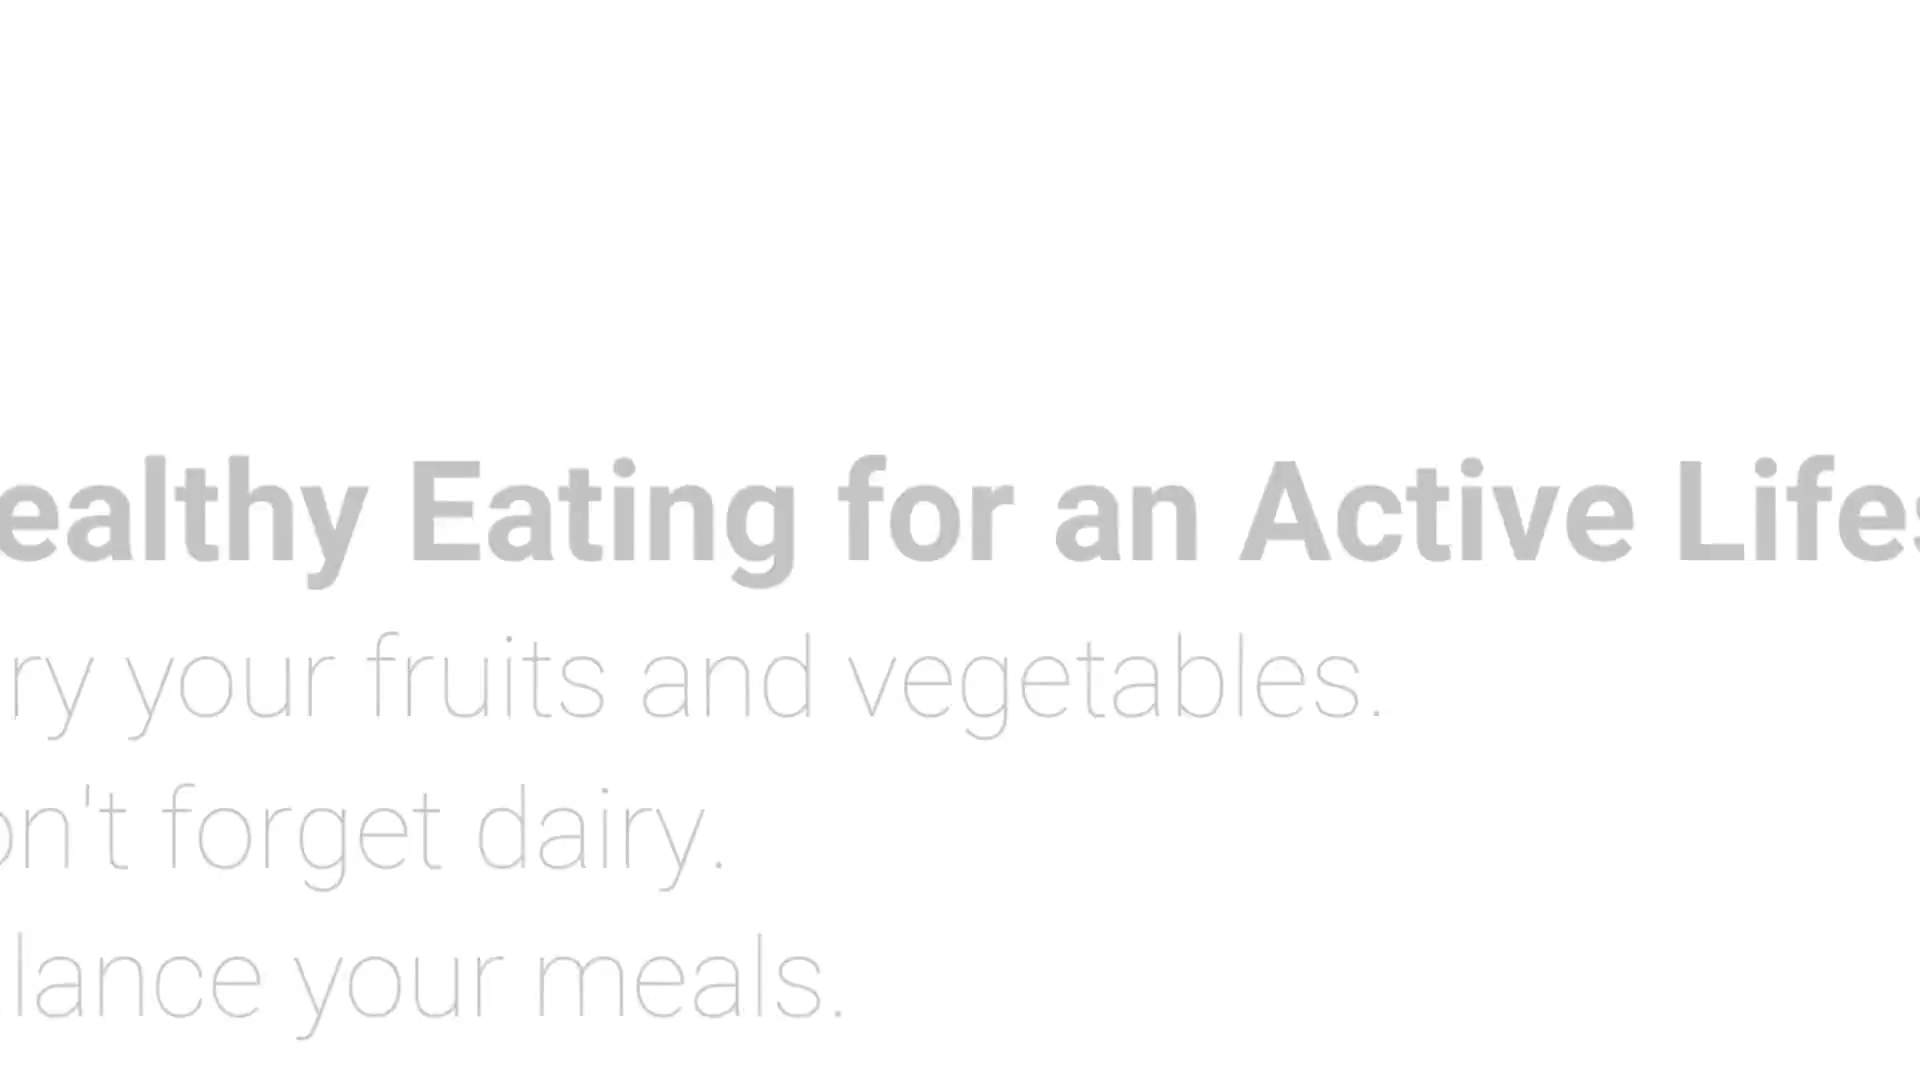 ealthy Eating for an Active Lifes
ry your fruits and vegetables.
on't forget dairy.
lance your meals.